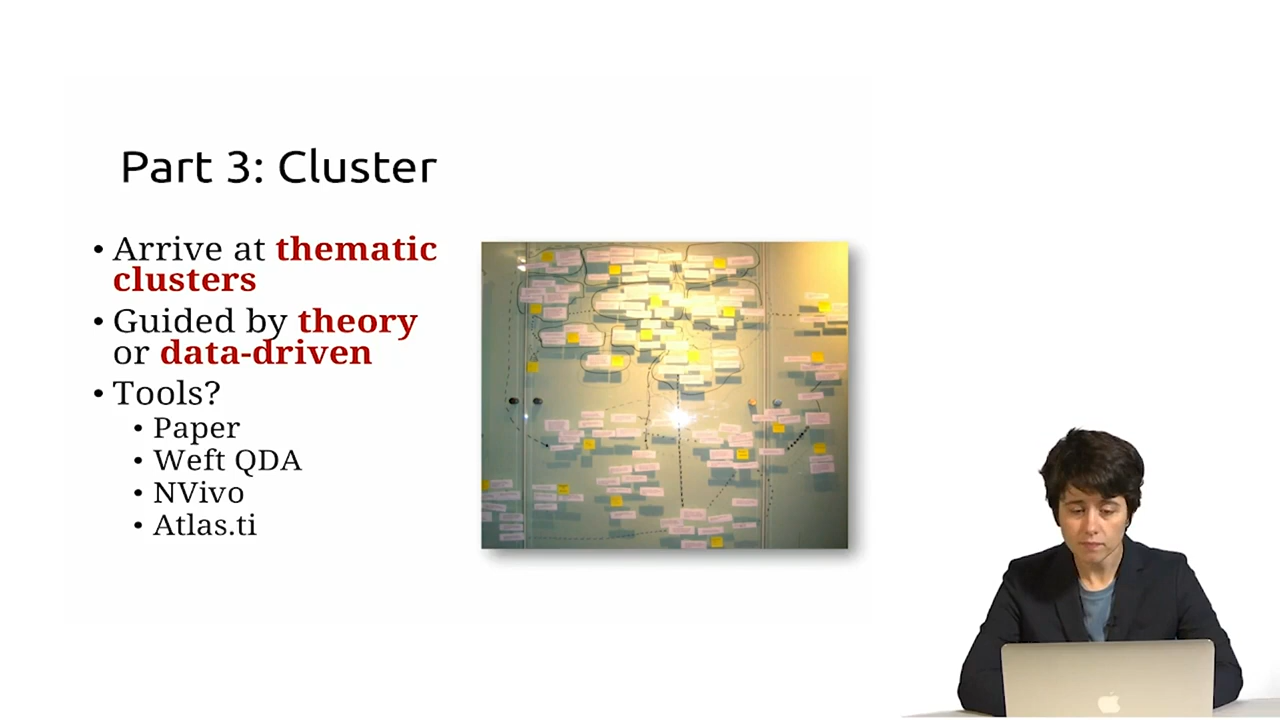 Part 3: Cluster
• Arrive at thematic
clusters
• Guided by theory
or data-driven
• Tools?
• Paper
• Weft QDA
• NVivo
• Atlas.ti